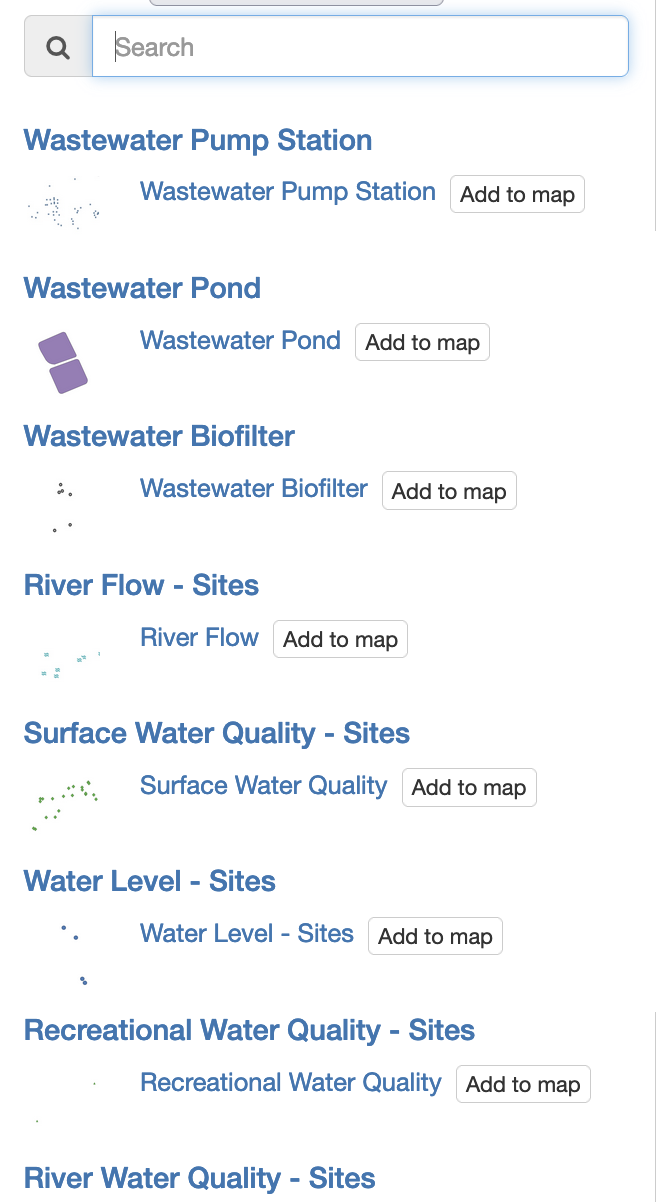 Search
Wastewater Pump Station
Wastewater Pump Station Add to map
Wastewater Pond
Wastewater Pond Add to map
Wastewater Biofilter
Wastewater Biofilter Add to map
River Flow - Sites
River Flow Add to map
Surface Water Quality - Sites
Surface Water Quality Add to map
Water Level - Sites
Water Level - Sites Add to map
Recreational Water Quality - Sites
Recreational Water Quality Add to map
River Water Quality - Sites